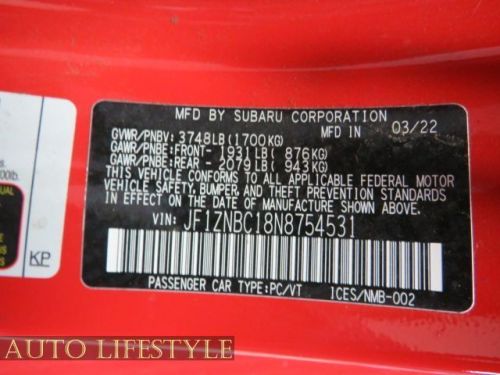 MFD BY SUBARU CORPORATION
MFD.IN 03/22
GVWR/PNBV: 3748LB(1700KG)
GAWR/PNBE:FRONT- 1931LB( 876KG)
GAWR/PNBE:REAR - 2079LB( 943KG)
THIS VEHICLE CONFORMS TO ALL APPLICABLE FEDERAL MOTOR
VEHICLE SAFETY, BUMPER, AND THEFT PREVENTION STANDARDS
IN EFFECT ON THE DATE OF MANUFACTURE SHOWN ABOVE.
VIN: JF1ZNBC18N8754531
PASSENGER CAR TYPE:PC/VT ICES/NMB-002
KP
AUTO LIFESTYLE